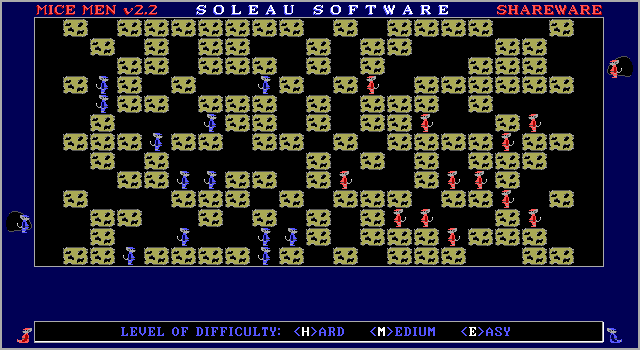 MICE MEN v2.2 SOLEAU SOFTWARE SHAREWARE
LEVEL OF DIFFICULTY: <H>ARD <M>EDIUM <E>ASY